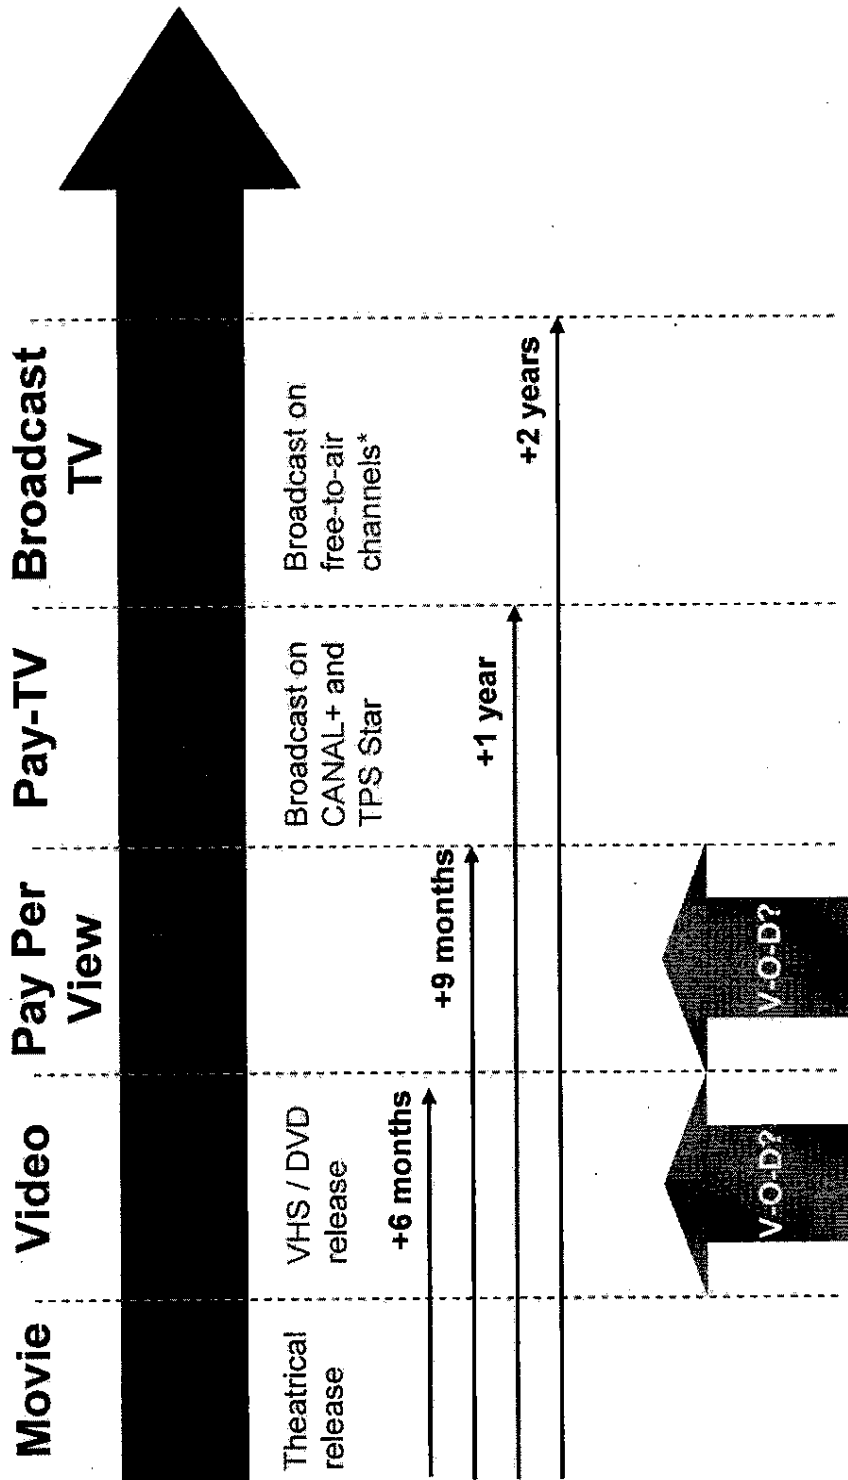 Movie
Video
Pay Per
View
Pay-TV
Broadcast
TV
Theatrical
release
VHS / DVD
release
Broadcast on
CANAL+ and
TPS Star
Broadcast on
free-to-air
channels*
+6 months
+9 months
+1 year
+2 years
V-O-D?
V-O-D?